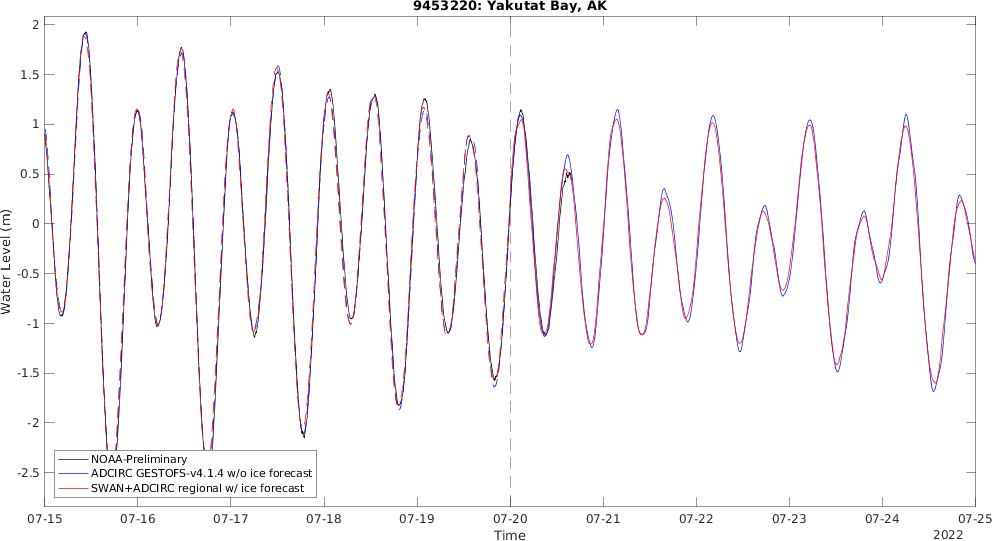 9453220: Yakutat Bay, AK
2
1.5
1
0.5
0
-0.5
-1
-1.5
-2
-2.5
Water Level (m)
NOAA-Preliminary
ADCIRC GESTOFS-v4.1.4 w/o ice forecast
SWAN+ADCIRC regional w/ ice forecast
07-15 07-16 07-17 07-18 07-19 07-20 07-21 07-22 07-23 07-24 07-25
Time
2022